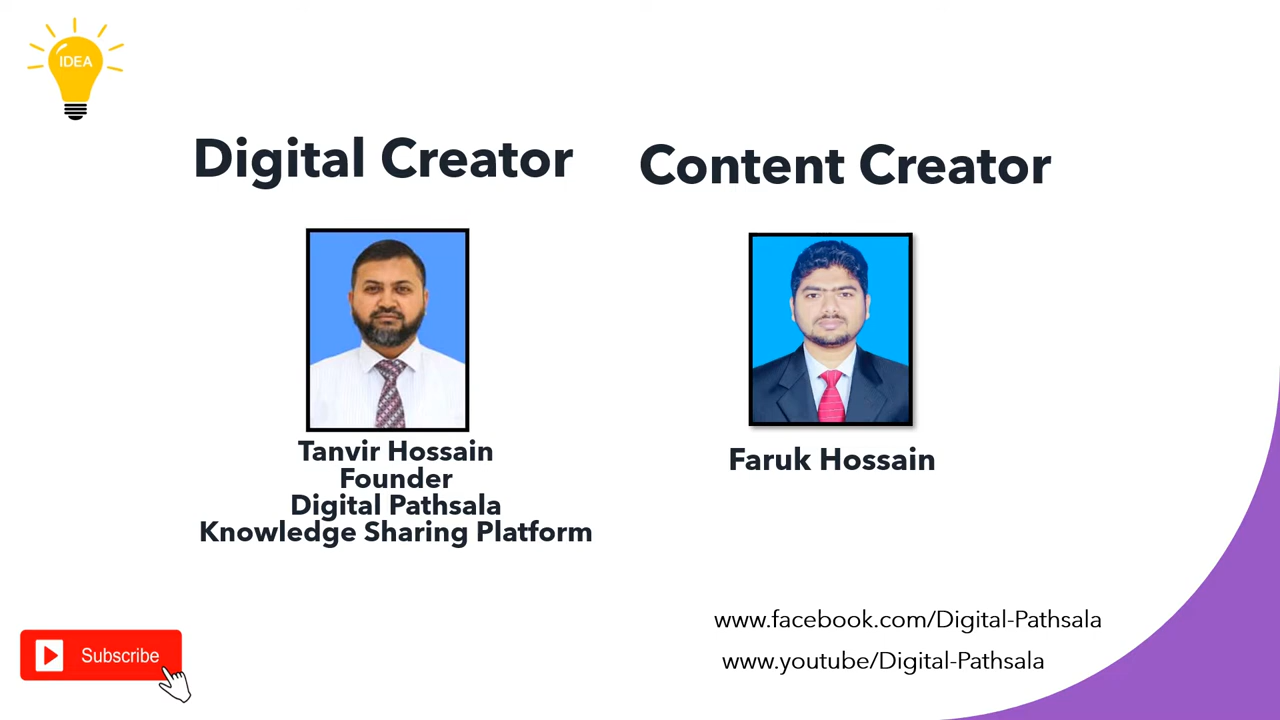 IDEA
Digital Creator
Content Creator
Tanvir Hossain
Founder
Digital Pathsala
Knowledge Sharing Platform
Faruk Hossain
www.facebook.com/Digital-Pathsala
www.youtube/Digital-Pathsala
Subscribe